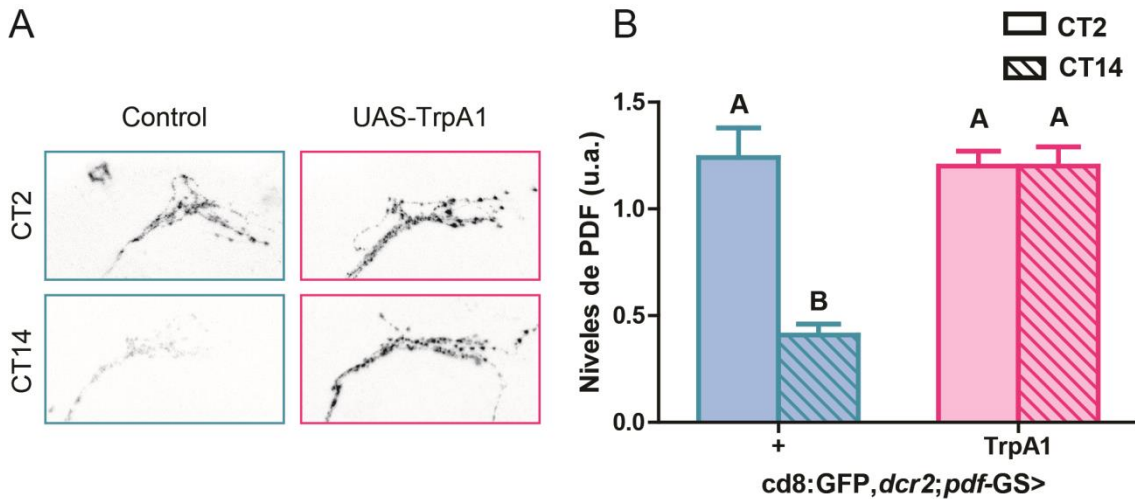 A
Control
UAS-TrpA1
CT2
CT14
B
CT2
CT14
Niveles de PDF (u.a.)
1.5
1.0
0.5
0.0
A
B
A
A
+
TrpA1
cd8:GFP,dcr2;pdf-GS>